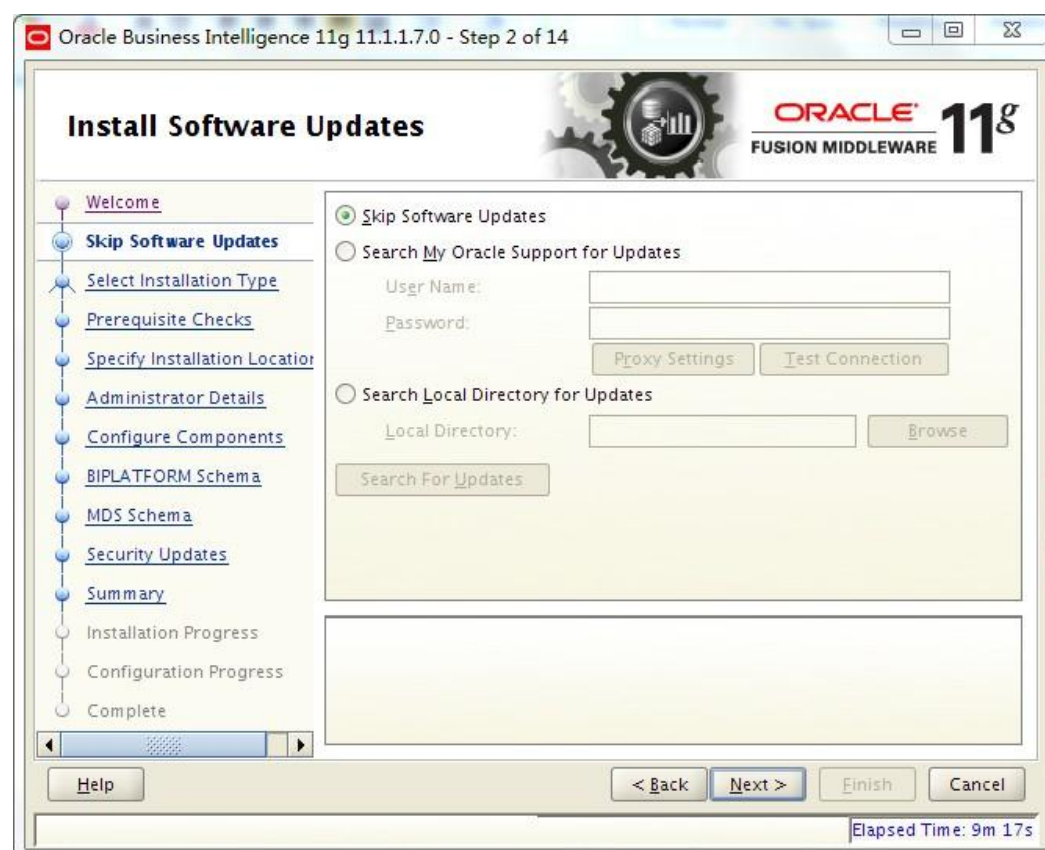 Oracle Business Intelligence 11g 11.1.1.7.0 - Step 2 of 14
Install Software Updates
ORACLE
FUSION MIDDLEWARE
11g
Welcome
Skip Software Updates
Select Installation Type
Prerequisite Checks
Specify Installation Location
Administrator Details
Configure Components
BIPLATFORM Schema
MDS Schema
Security Updates
Summary
Installation Progress
Configuration Progress
Complete
Skip Software Updates
Search My Oracle Support for Updates
User Name:
Password:
Proxy Settings
Test Connection
Search Local Directory for Updates
Local Directory:
Browse
Search For Updates
Help
< Back
Next >
Finish
Cancel
Elapsed Time: 9m 17s